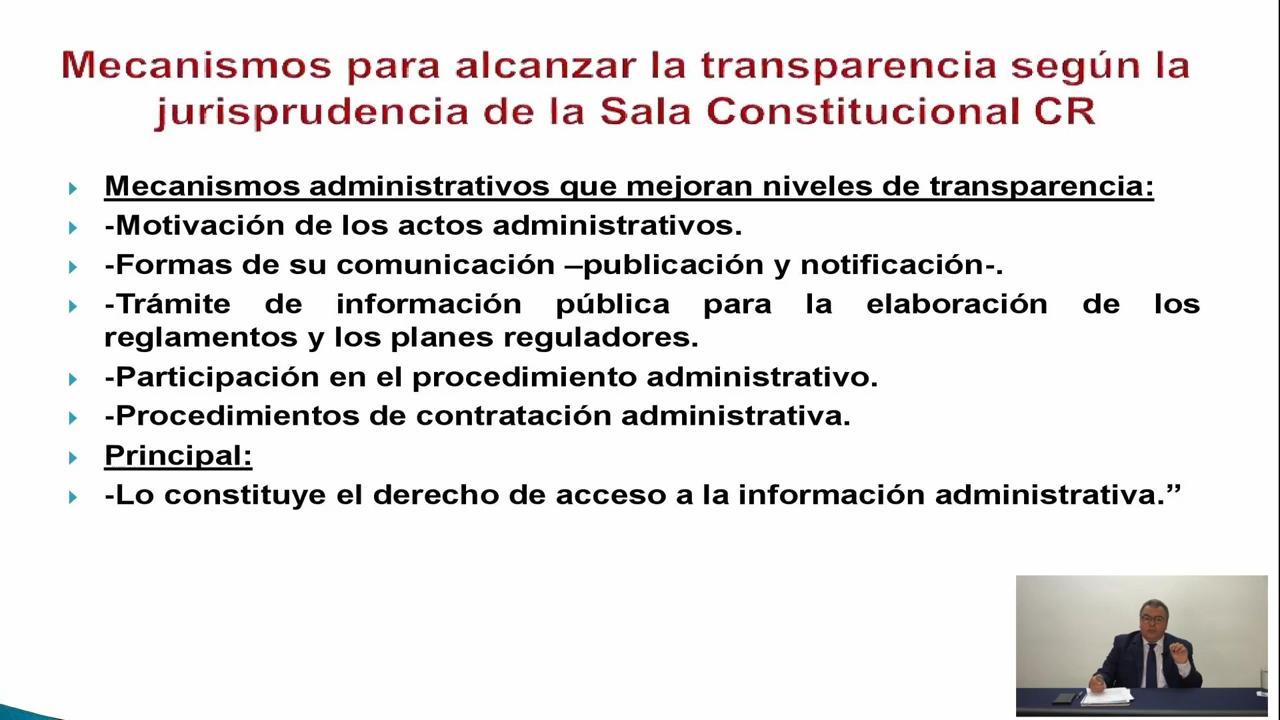 Mecanismos para alcanzar la transparencia según la
jurisprudencia de la Sala Constitucional CR
Mecanismos administrativos que mejoran niveles de transparencia:
-Motivación de los actos administrativos.
-Formas de su comunicación –publicación y notificación-.
-Trámite de información pública para la elaboración de los
reglamentos y los planes reguladores.
-Participación en el procedimiento administrativo.
-Procedimientos de contratación administrativa.
Principal:
-Lo constituye el derecho de acceso a la información administrativa.”